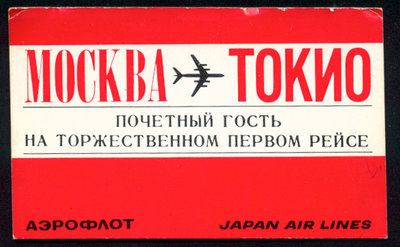 МОСКВА ТОКИО
ПОЧЕТНЫЙ ГОСТЬ
НА ТОРЖЕСТВЕННОМ ПЕРВОМ РЕЙСЕ
АЭРОФЛОТ JAPAN AIR LINES